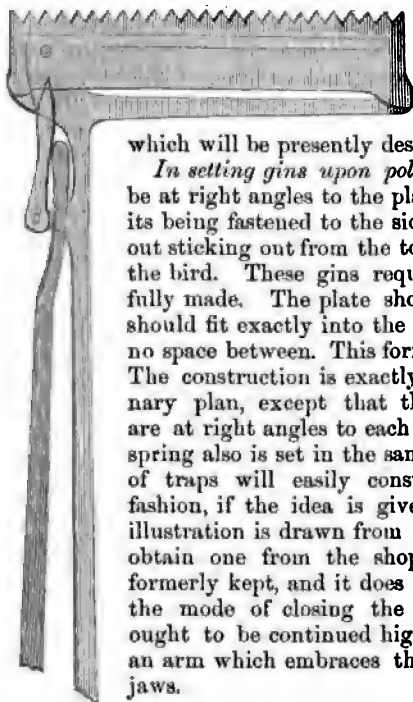 which will be presently des
In setting gins upon pol
be at right angles to the pla
its being fastened to the sid
out sticking out from the to
the bird. These gins requ
fully made. The plate sho
should fit exactly into the
no space between. This for
The construction is exactly
nary plan, except that th
are at right angles to each
spring also is set in the sam
of traps will easily cons
fashion, if the idea is give
illustration is drawn from
obtain one from the shop
formerly kept, and it does
the mode of closing the
ought to be continued hig
an arm which embraces th
jaws.